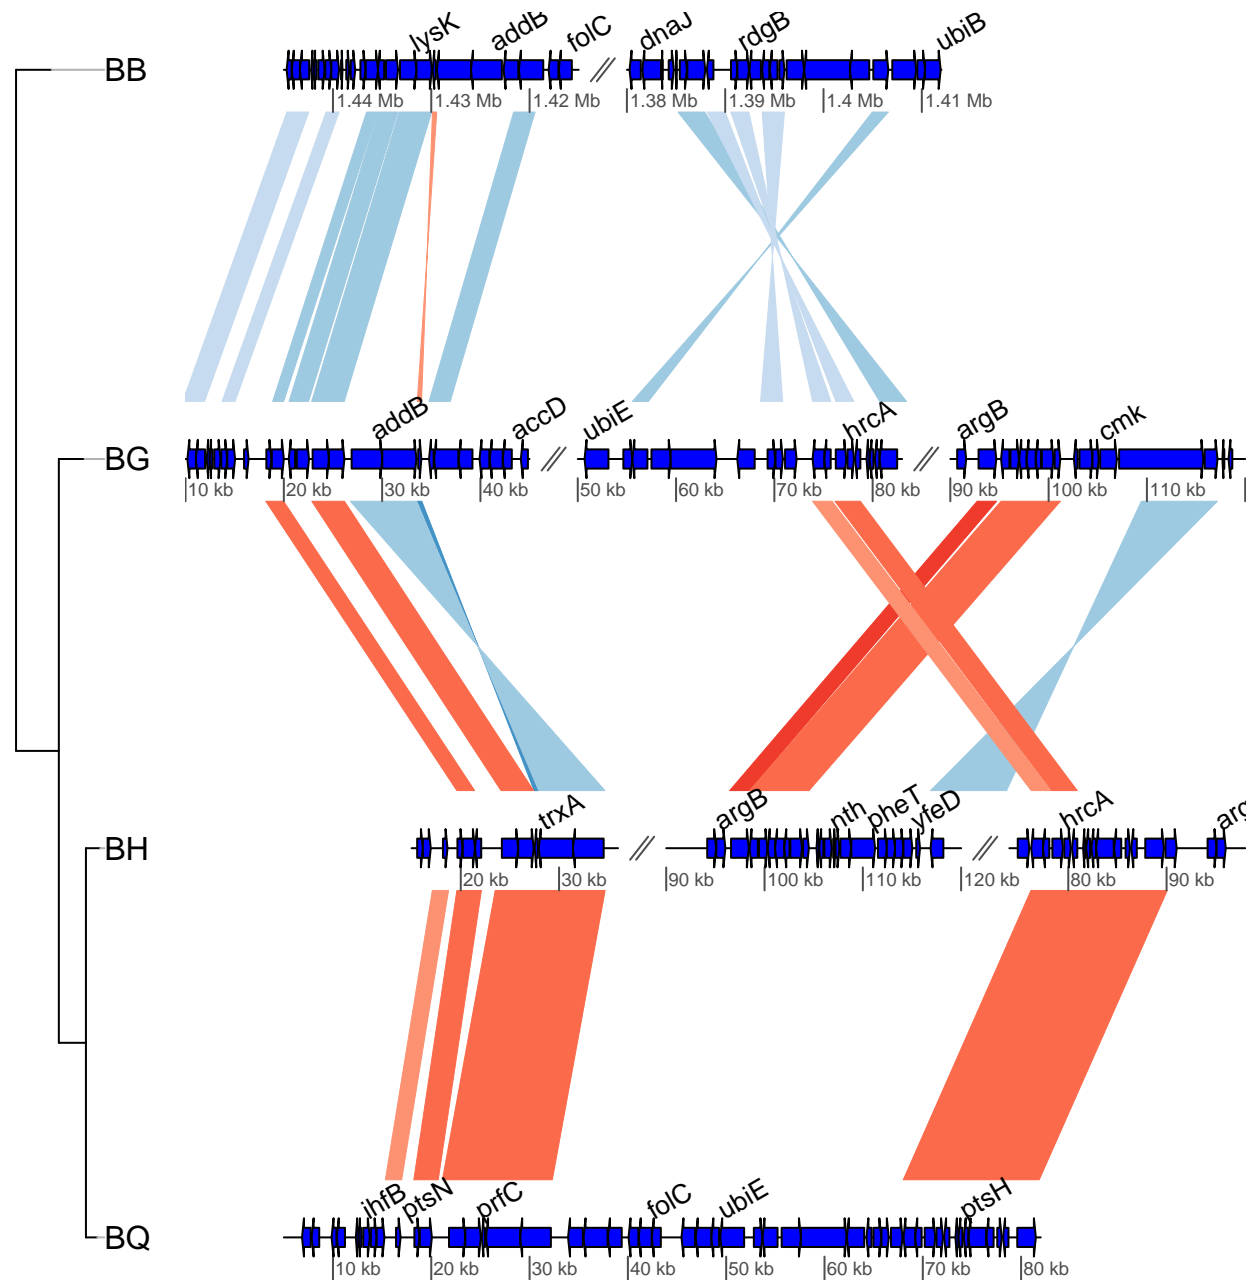 lysK addB folC dnaJ rdgB ubiB
BB
1.44 Mb 1.43 Mb 1.42 Mb 1.38 Mb 1.39 Mb 1.4 Mb 1.41 Mb
addB accD ubiE hrcA argB cmk
BG
10 kb 20 kb 30 kb 40 kb 50 kb 60 kb 70 kb 80 kb 90 kb 100 kb 110 kb
trxA argB nth pheT yfeD hrcA arg
BH
20 kb 30 kb 90 kb 100 kb 110 kb 120 kb 80 kb 90 kb
ihfB ptsN prfC folC ubiE ptsH
BQ
10 kb 20 kb 30 kb 40 kb 50 kb 60 kb 70 kb 80 kb